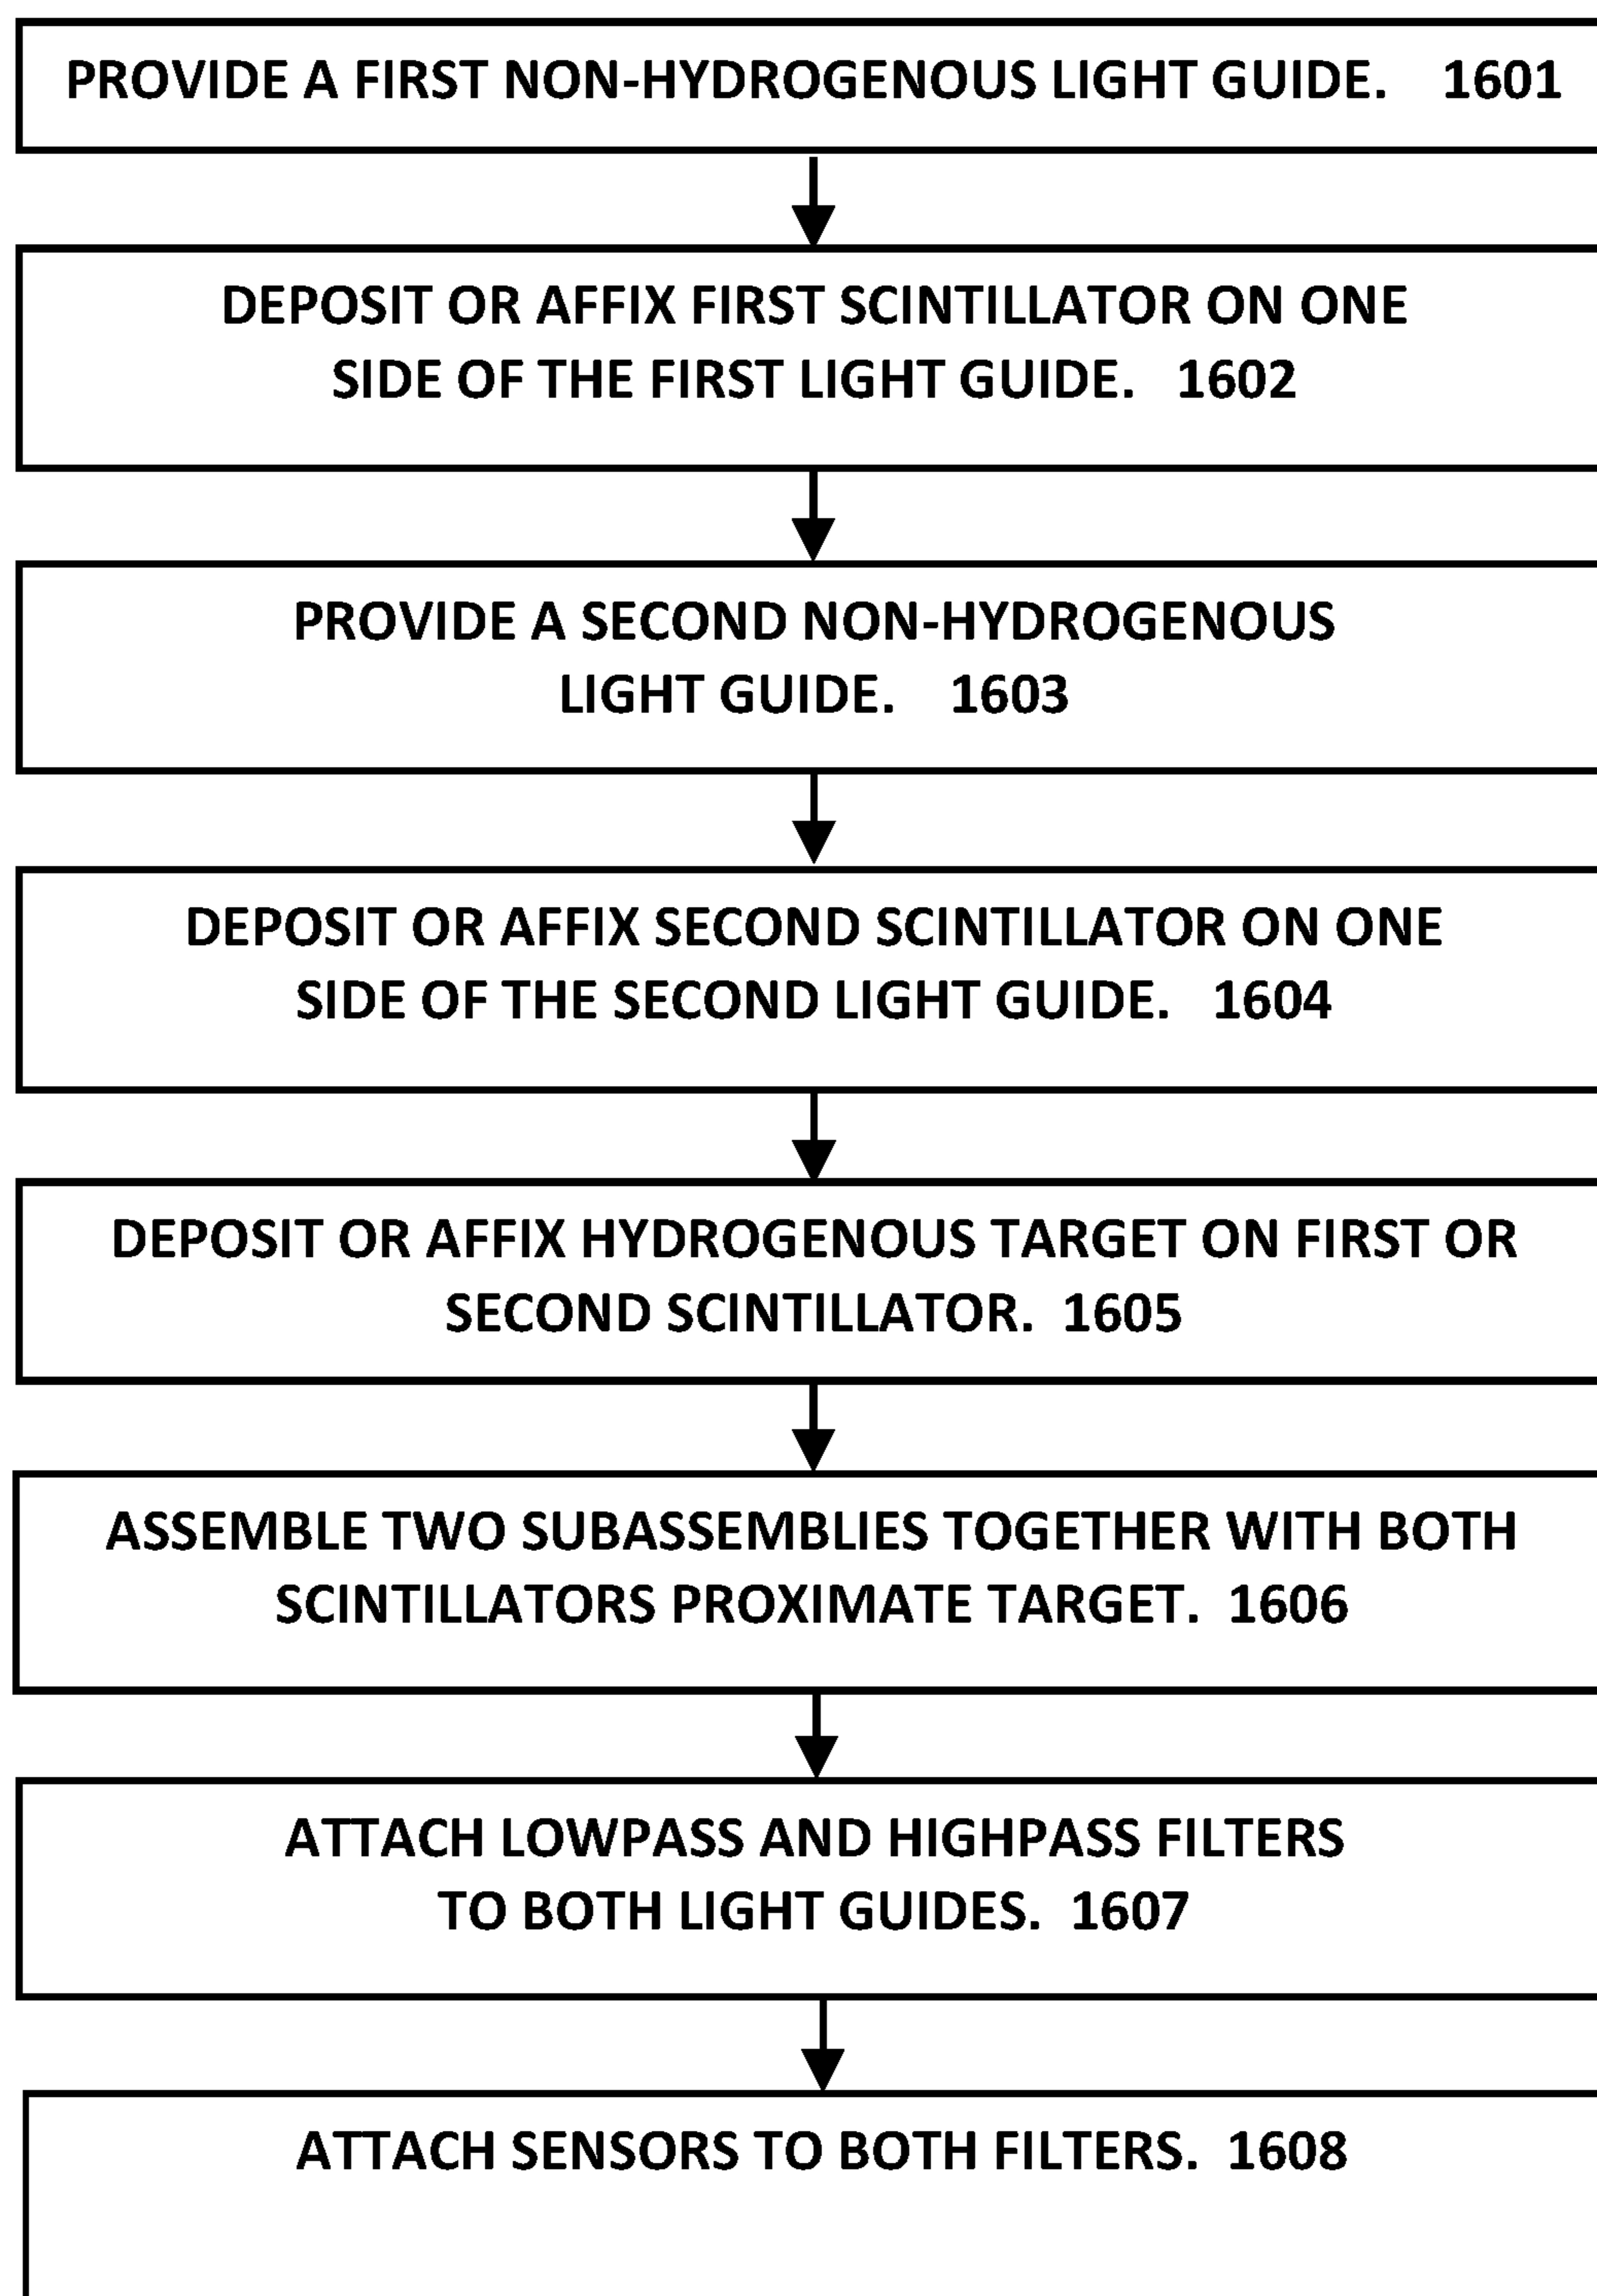 PROVIDE A FIRST NON-HYDROGENOUS LIGHT GUIDE. 1601
DEPOSIT OR AFFIX FIRST SCINTILLATOR ON ONE
SIDE OF THE FIRST LIGHT GUIDE. 1602
PROVIDE A SECOND NON-HYDROGENOUS
LIGHT GUIDE. 1603
DEPOSIT OR AFFIX SECOND SCINTILLATOR ON ONE
SIDE OF THE SECOND LIGHT GUIDE. 1604
DEPOSIT OR AFFIX HYDROGENOUS TARGET ON FIRST OR
SECOND SCINTILLATOR. 1605
ASSEMBLE TWO SUBASSEMBLIES TOGETHER WITH BOTH
SCINTILLATORS PROXIMATE TARGET. 1606
ATTACH LOWPASS AND HIGHPASS FILTERS
TO BOTH LIGHT GUIDES. 1607
ATTACH SENSORS TO BOTH FILTERS. 1608